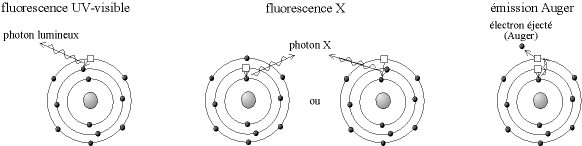 fluorescence UV-visible
fluorescence X
émission Auger
photon lumineux
photon X
électron éjecté
(Auger)
ou